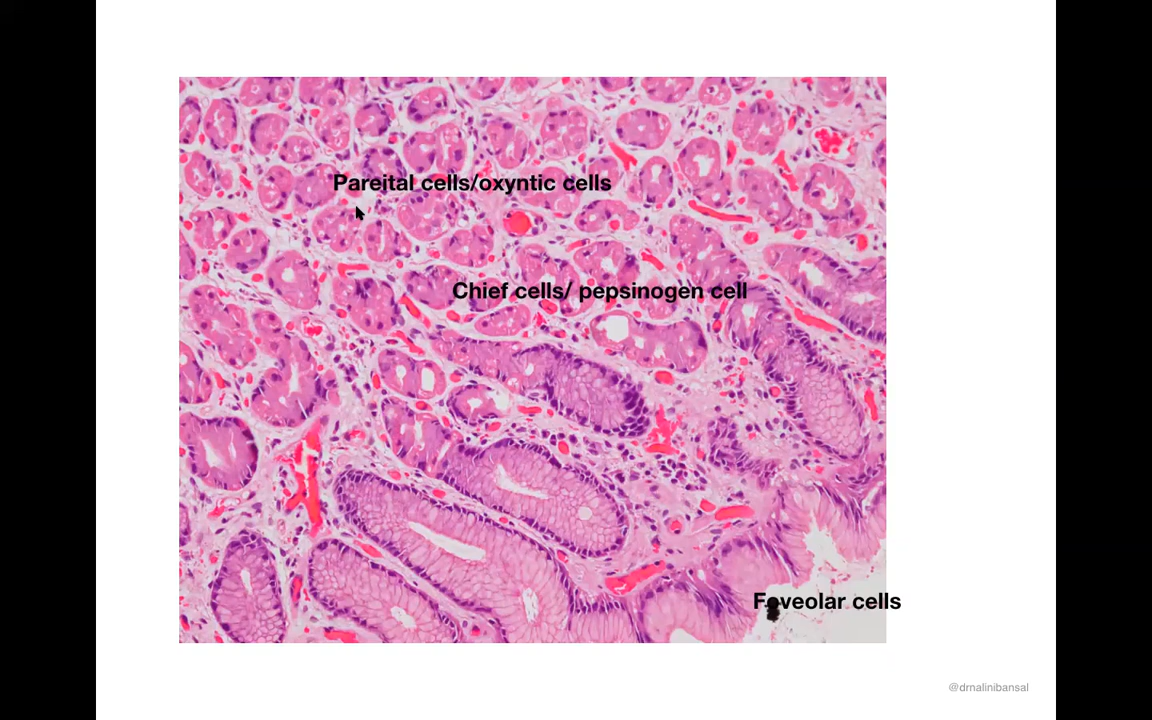 Pareital cells/oxyntic cells
Chief cells/ pepsinogen cell
Foveolar cells
@drnalinibansal